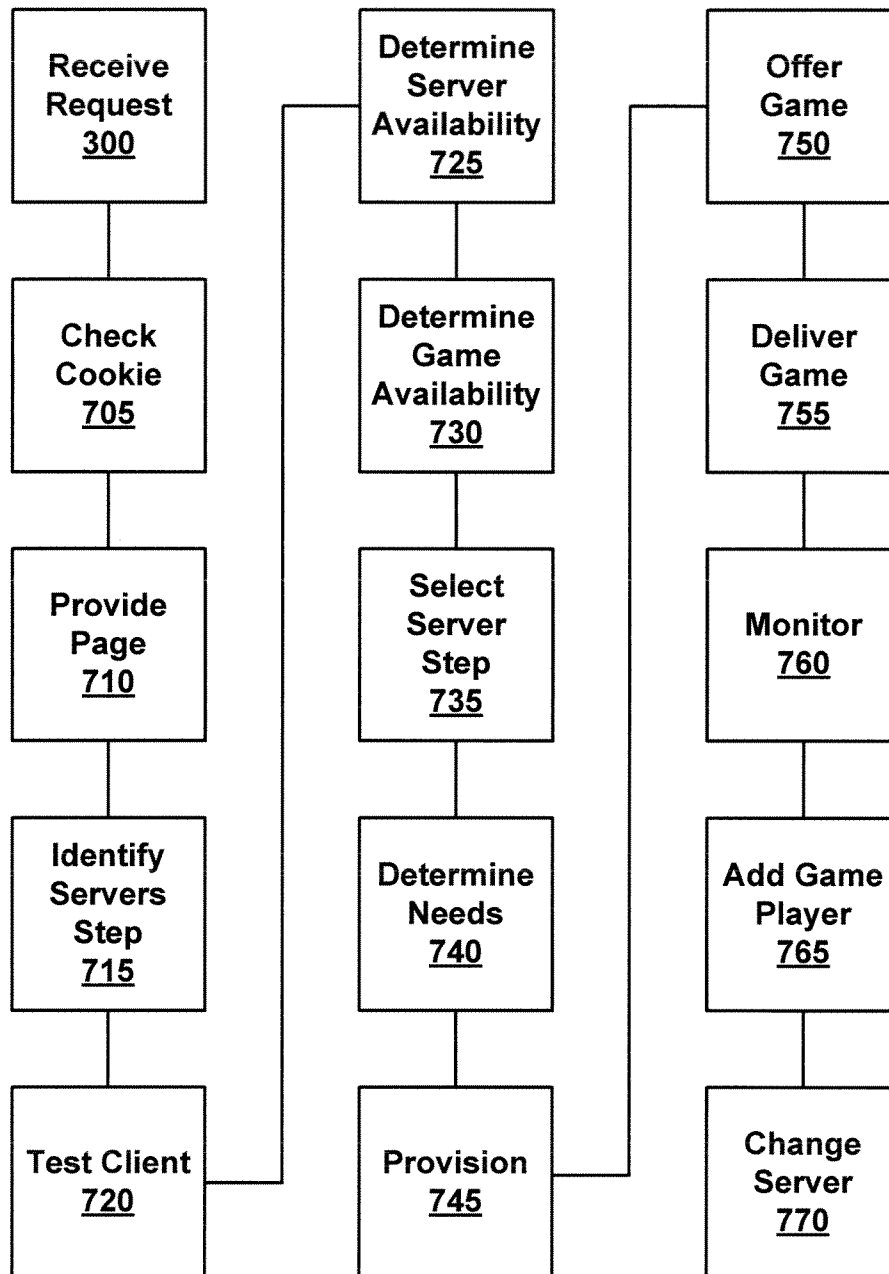 Receive
Request
300
Check
Cookie
705
Provide
Page
710
Identify
Servers
Step
715
Test Client
720
Determine
Server
Availability
725
Determine
Game
Availability
730
Select
Server
Step
735
Determine
Needs
740
Provision
745
Offer
Game
750
Deliver
Game
755
Monitor
760
Add Game
Player
765
Change
Server
770